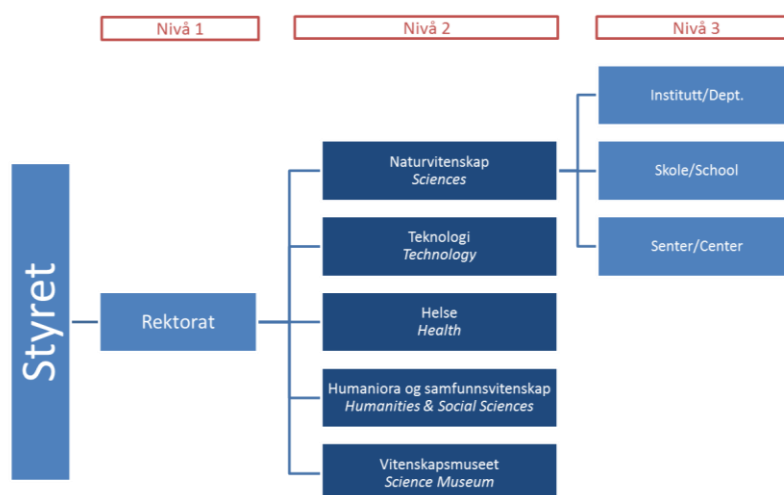 Nivå 1
Nivå 2
Nivå 3
Styret
Rektorat
Naturvitenskap
Sciences
Teknologi
Technology
Helse
Health
Humaniora og samfunnsvitenskap
Humanities & Social Sciences
Vitenskapsmuseet
Science Museum
Institutt/Dept.
Skole/School
Senter/Center